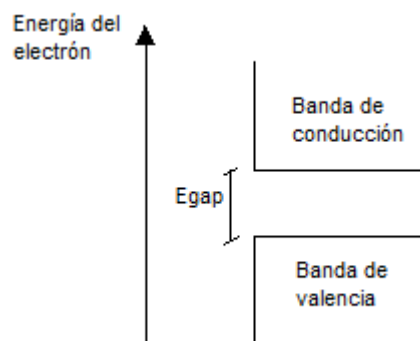 Energía del
electrón
Banda de
conducción
Egap
Banda de
valencia